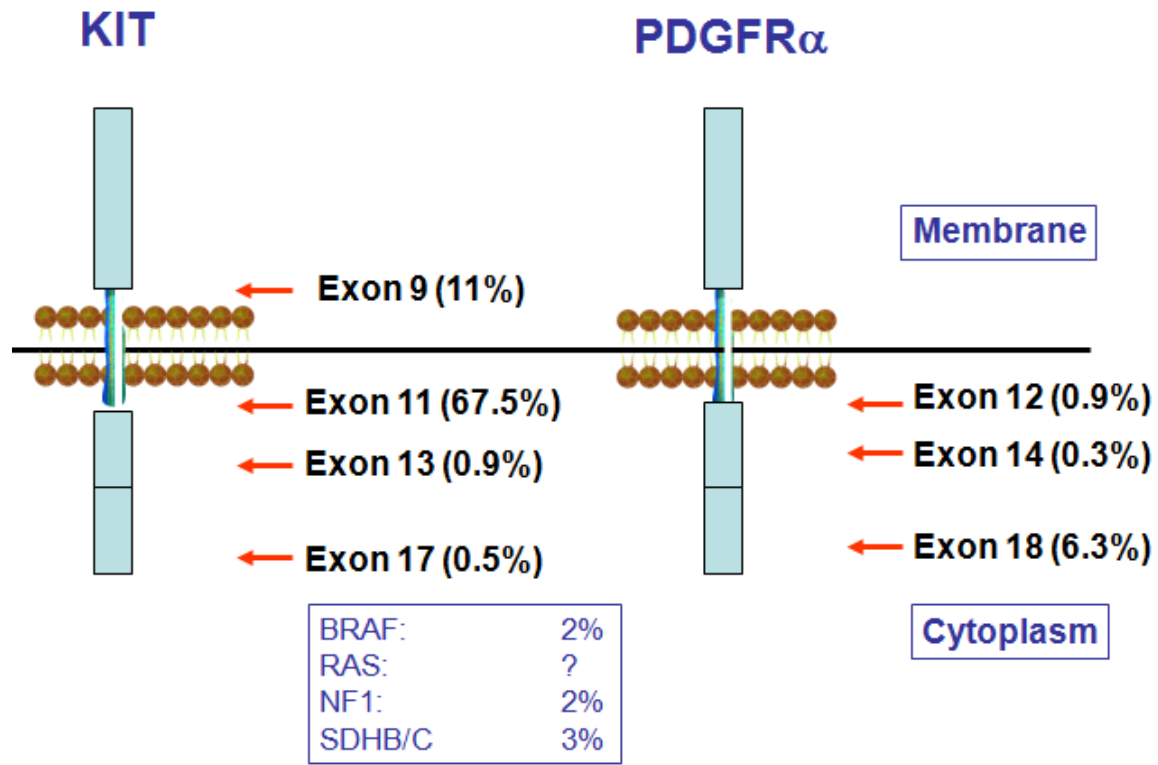 KIT
PDGFRα
Membrane
Exon 9 (11%)
Exon 11 (67.5%)
Exon 13 (0.9%)
Exon 17 (0.5%)
Exon 12 (0.9%)
Exon 14 (0.3%)
Exon 18 (6.3%)
BRAF: 2%
RAS: ?
NF1: 2%
SDHB/C 3%
Cytoplasm